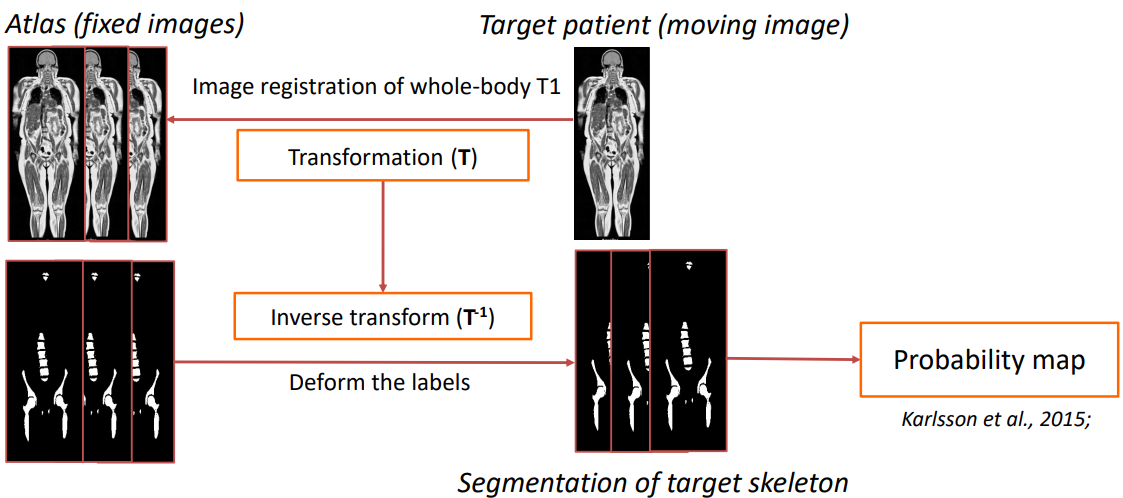 Atlas (fixed images)
Target patient (moving image)
Image registration of whole-body T1
Transformation (T)
Inverse transform (T⁻¹)
Deform the labels
Probability map
Karlsson et al., 2015;
Segmentation of target skeleton